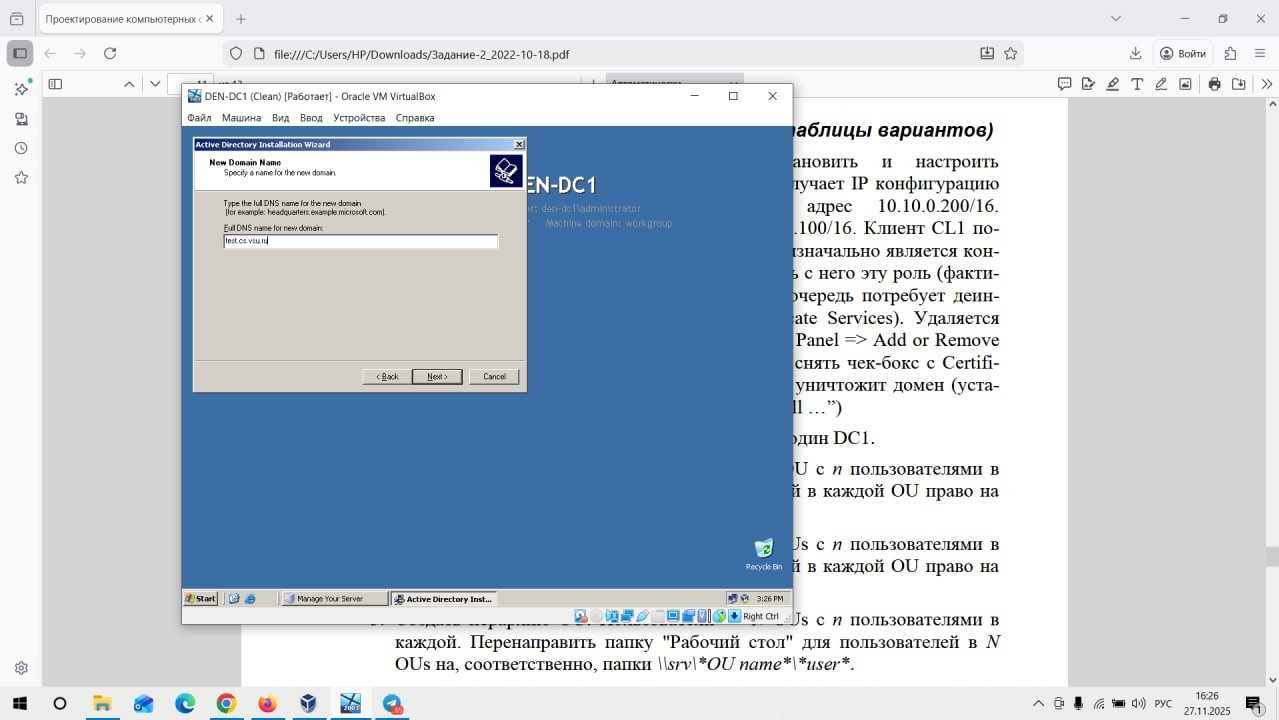 Проектирование компьютерных с
file:///C:/Users/HP/Downloads/Задание-2_2022-10-18.pdf
Войти
DEN-DC1 (Clean) [Работает] - Oracle VM VirtualBox
Файл Машина Вид Ввод Устройства Справка
Active Directory Installation Wizard
New Domain Name
Specify a name for the new domain.
Type the full DNS name for the new domain
(for example: headquarters.example.microsoft.com).
Full DNS name for new domain:
test.cs.vsu.ru
< Back Next > Cancel
EN-DC1
er: den-dc1\administrator
Machine domain: workgroup
Recycle Bin
Start Manage Your Server Active Directory Inst... 3:26 PM
Right Ctrl
таблицы вариантов)
ановить и настроить
лучает IP конфигурацию
адрес 10.10.0.200/16.
.100/16. Клиент CL1 по-
изначально является кон-
ь с него эту роль (факти-
очередь потребует деин-
ate Services). Удаляется
Panel => Add or Remove
снять чек-бокс с Certifi-
уничтожит домен (уста-
ll …”)
один DC1.
OU с n пользователями в
й в каждой OU право на
OUs с n пользователями в
й в каждой OU право на
Us с n пользователями в
каждой. Перенаправить папку "Рабочий стол" для пользователей в N
OUs на, соответственно, папки \\srv\*OU name*\*user*.
РУС
16:26
27.11.2025